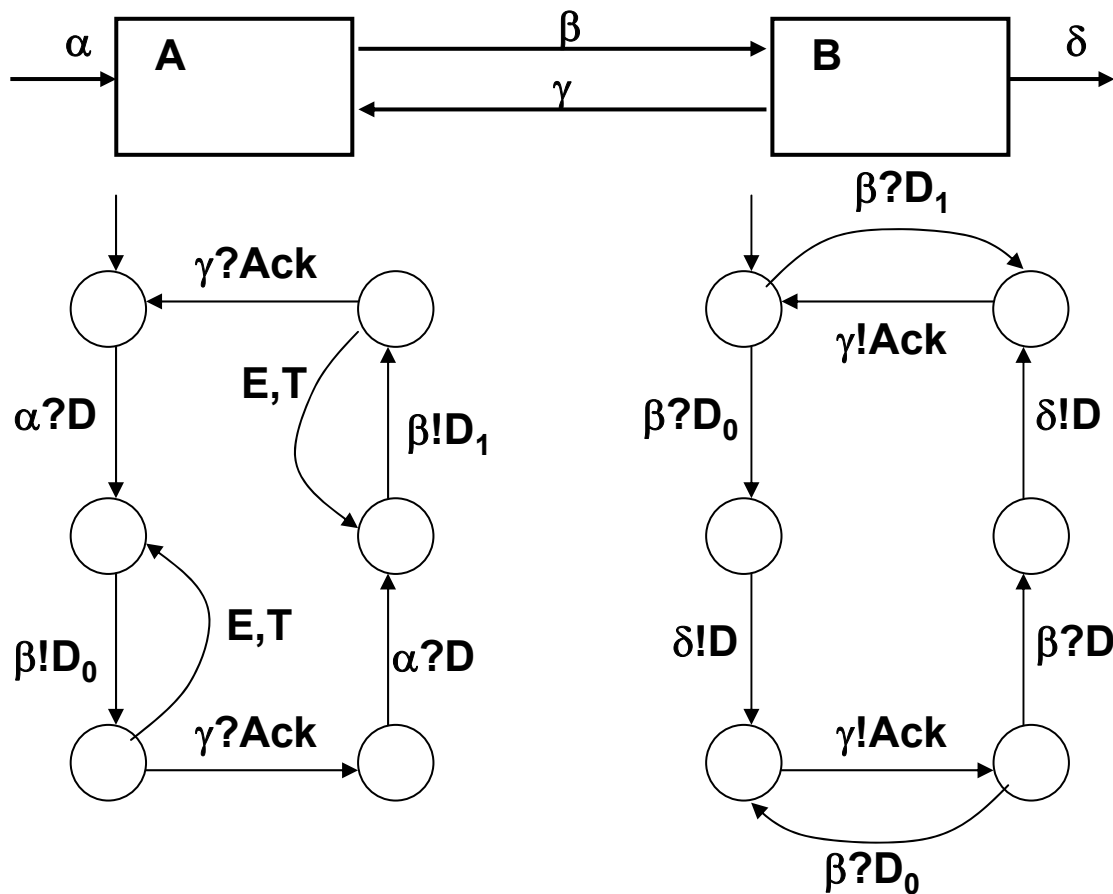 α
A
β
γ
B
δ
γ?Ack
α?D
E,T
β!D₁
β!D₀
E,T
α?D
γ?Ack
β?D₁
γ!Ack
β?D₀
δ!D
δ!D
β?D
γ!Ack
β?D₀